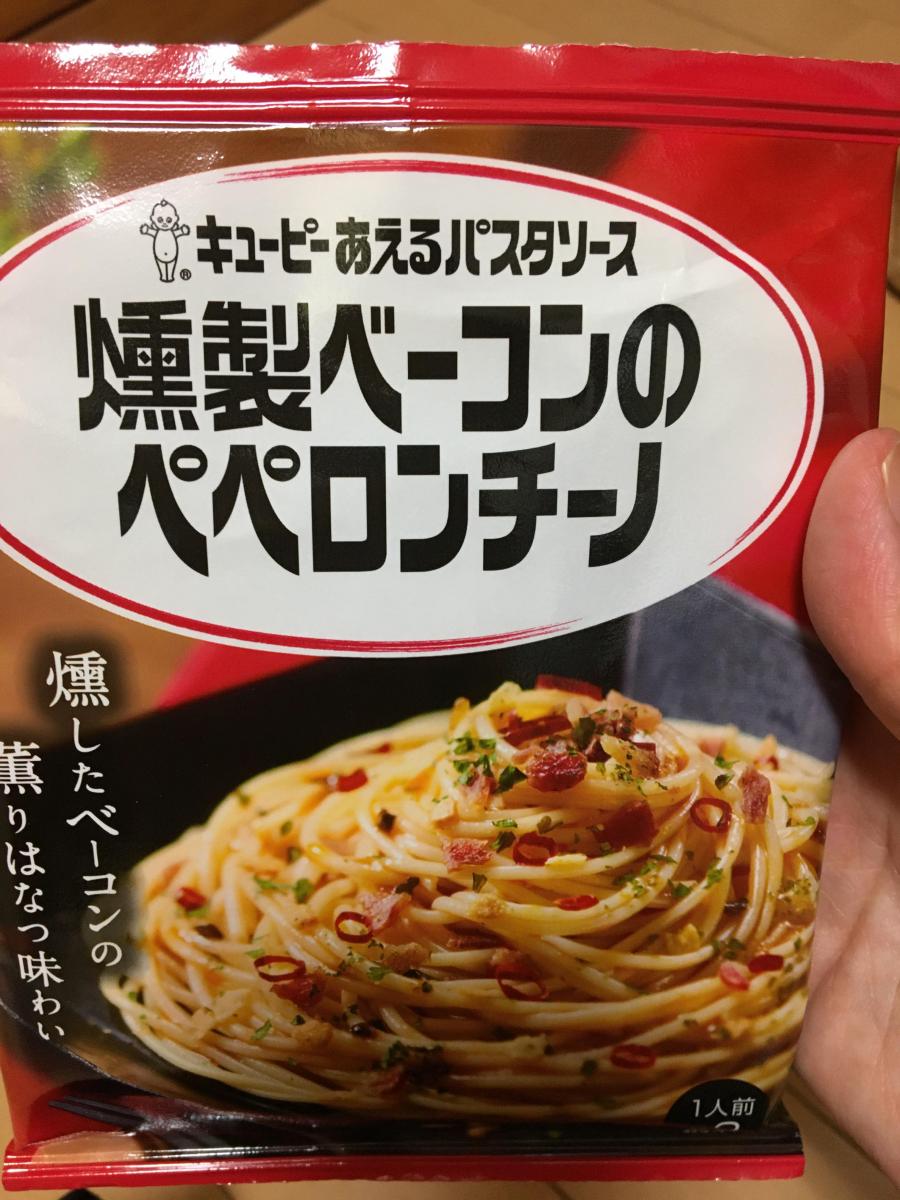 キユーピーあえるパスタソース
燻製ベーコンの
ペペロンチーノ
燻したベーコンの
薫りはなつ味わい
1人前